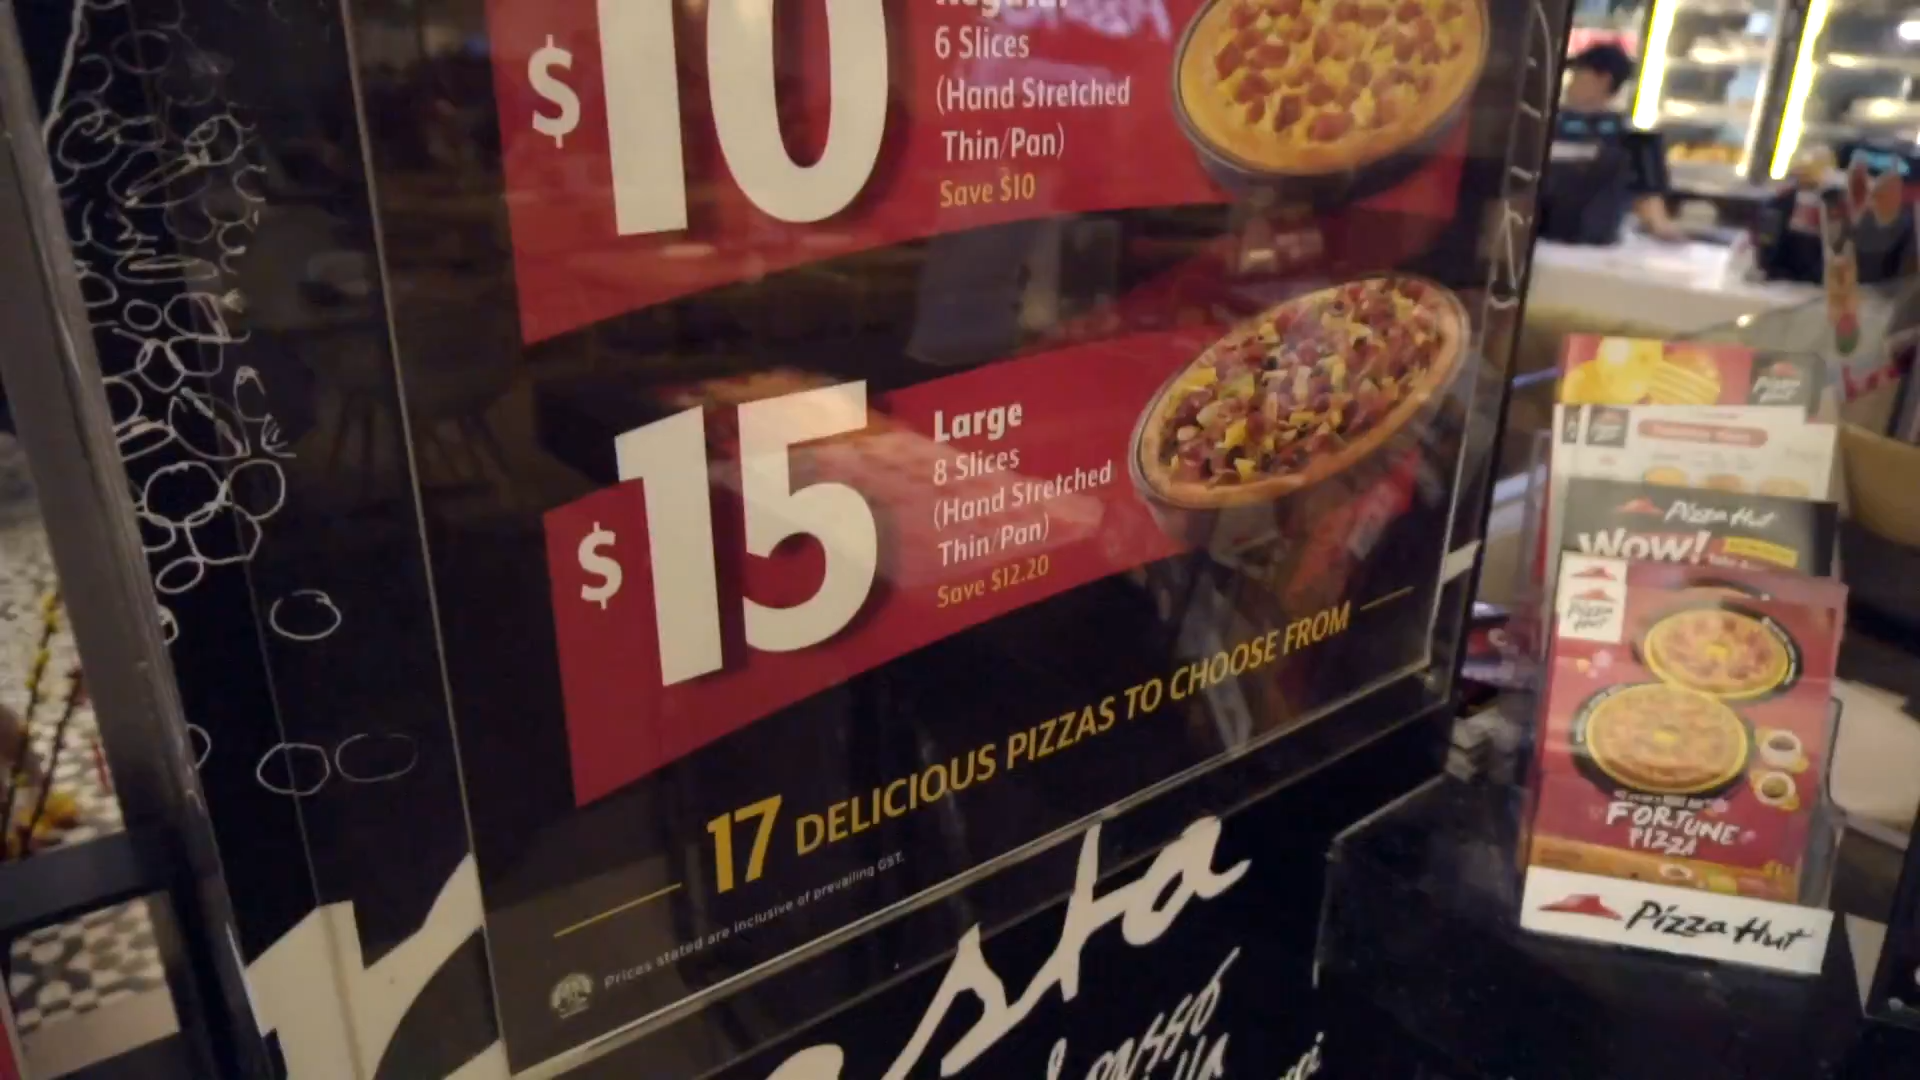 $10
Regular
6 Slices
(Hand Stretched
Thin/Pan)
Save $10
$15
Large
8 Slices
(Hand Stretched
Thin/Pan)
Save $12.20
17 DELICIOUS PIZZAS TO CHOOSE FROM
Prices stated are inclusive of prevailing GST.
Pizza Hut
Wow!
Pizza Hut
FORTUNE
PIZZA
Pizza Hut